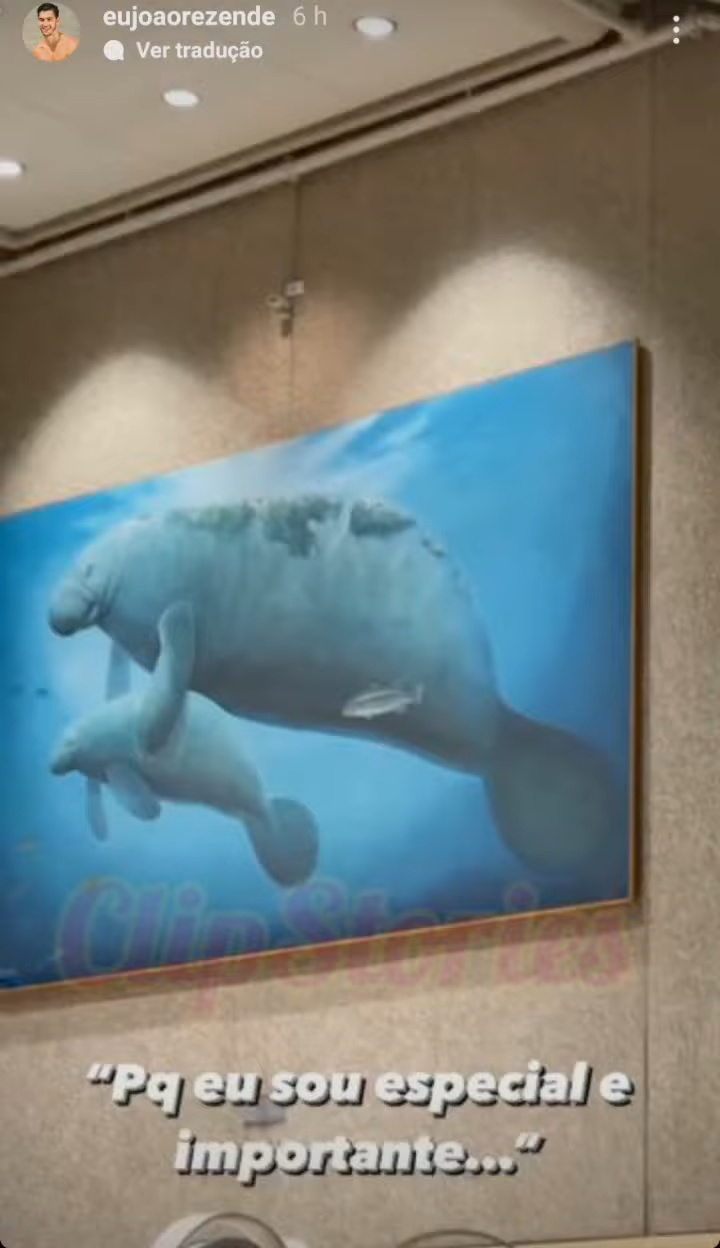 eujoaorezende 6 h
Ver tradução
Clip Stories
“Pq eu sou especial e
importante...“